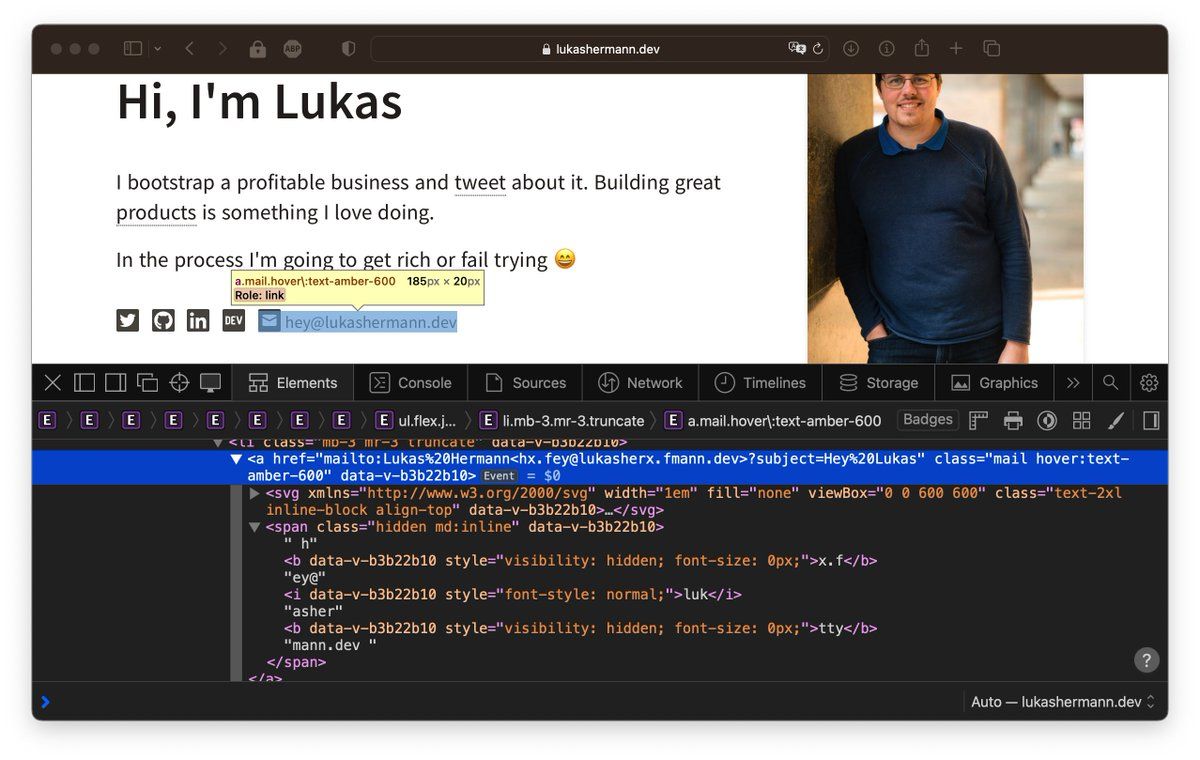 ABP
lukashermann.dev
Hi, I'm Lukas
I bootstrap a profitable business and tweet about it. Building great
products is something I love doing.
In the process I'm going to get rich or fail trying 😄
a.mail.hover\:text-amber-600 185px × 20px
Role: link
DEV hey@lukashermann.dev
Elements Console Sources Network Timelines Storage Graphics
E E E E E E E E E ul.flex.j... E li.mb-3.mr-3.truncate E a.mail.hover\:text-amber-600 Badges
<li class="mb-3 mr-3 truncate" data-v-b3b22b10>
<a href="mailto:Lukas%20Hermann<hx.fey@lukasherx.fmann.dev>?subject=Hey%20Lukas" class="mail hover:text-
amber-600" data-v-b3b22b10> Event = $0
<svg xmlns="http://www.w3.org/2000/svg" width="1em" fill="none" viewBox="0 0 600 600" class="text-2xl
inline-block align-top" data-v-b3b22b10>…</svg>
<span class="hidden md:inline" data-v-b3b22b10>
" h"
<b data-v-b3b22b10 style="visibility: hidden; font-size: 0px;">x.f</b>
"ey@"
<i data-v-b3b22b10 style="font-style: normal;">luk</i>
"asher"
<b data-v-b3b22b10 style="visibility: hidden; font-size: 0px;">tty</b>
"mann.dev "
</span>
</a>
?
Auto — lukashermann.dev